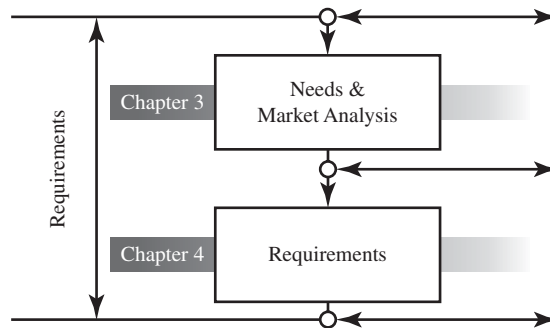 Requirements
Chapter 3
Needs &
Market Analysis
Chapter 4
Requirements